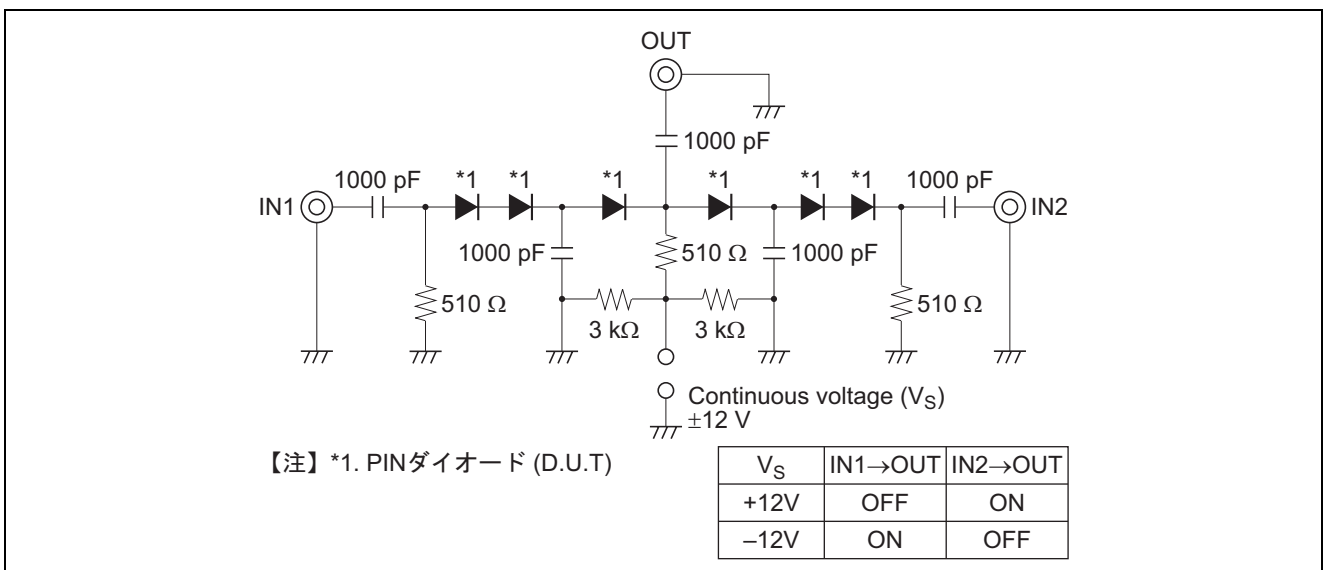 OUT
1000 pF
1000 pF *1 *1 *1 *1 *1 *1 1000 pF
IN1 IN2
1000 pF 510 Ω 1000 pF
510 Ω 3 kΩ 3 kΩ 510 Ω
Continuous voltage (VS)
±12 V
【注】*1. PINダイオード (D.U.T)
VS IN1→OUT IN2→OUT
+12V OFF ON
–12V ON OFF